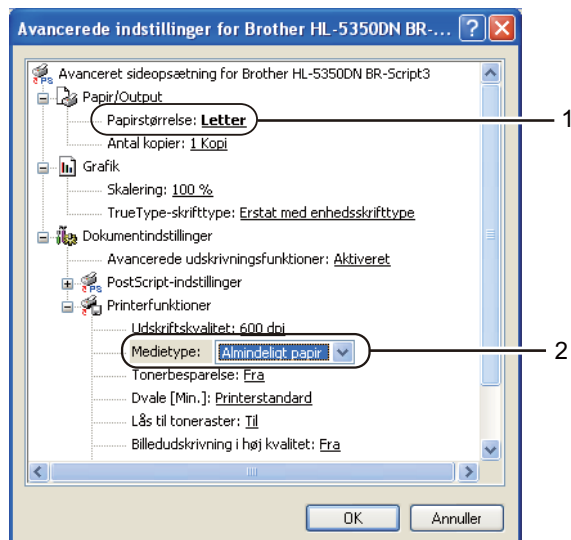 Avancerede indstillinger for Brother HL-5350DN BR-...
Avanceret sideopsætning for Brother HL-5350DN BR-Script3
Papir/Output
Papirstørrelse: Letter
1
Antal kopier: 1 Kopi
Grafik
Skalering: 100 %
TrueType-skrifttype: Erstat med enhedsskrifttype
Dokumentindstillinger
Avancerede udskrivningsfunktioner: Aktiveret
PostScript-indstillinger
Printerfunktioner
Udskriftskvalitet: 600 dpi
Medietype: Almindeligt papir
2
Tonerbesparelse: Fra
Dvale [Min.]: Printerstandard
Lås til toneraster: Til
Billedudskrivning i høj kvalitet: Fra
OK Annuller